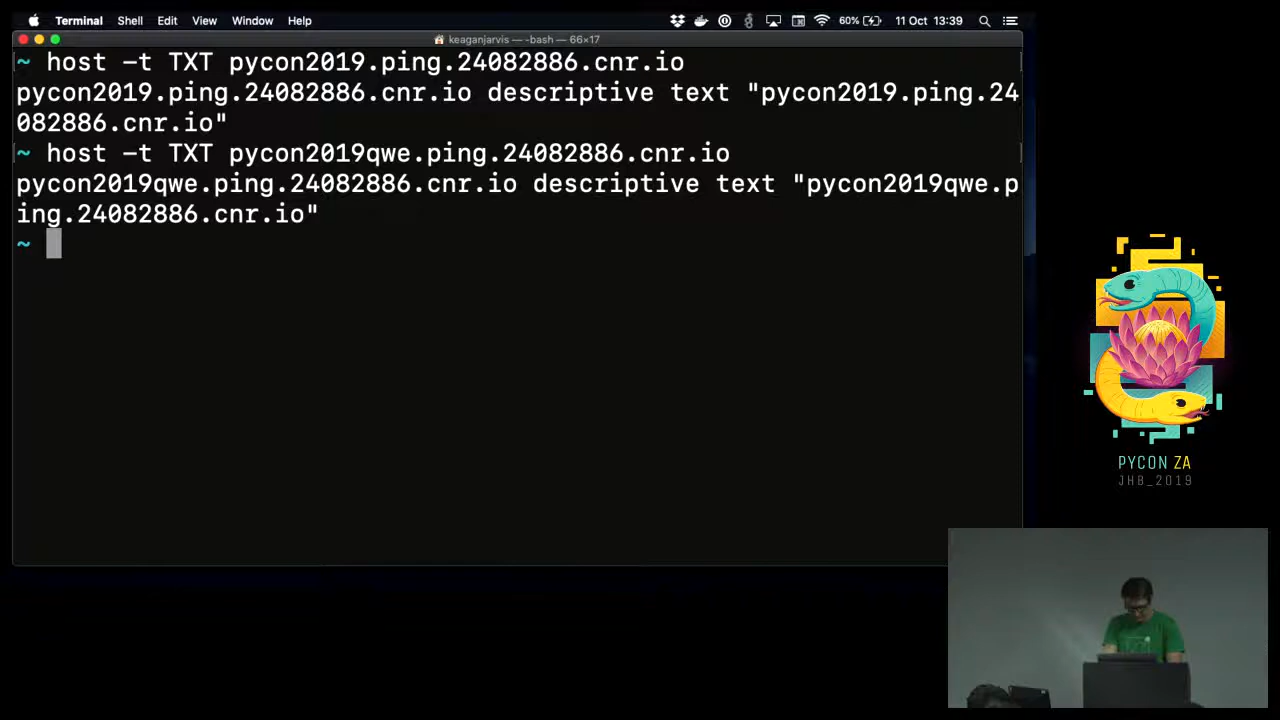 Terminal Shell Edit View Window Help 60% 11 Oct 13:39
keaganjarvis — -bash — 66×17
~ host -t TXT pycon2019.ping.24082886.cnr.io
pycon2019.ping.24082886.cnr.io descriptive text "pycon2019.ping.24
082886.cnr.io"
~ host -t TXT pycon2019qwe.ping.24082886.cnr.io
pycon2019qwe.ping.24082886.cnr.io descriptive text "pycon2019qwe.p
ing.24082886.cnr.io"
~
PYCON ZA
JHB_2019